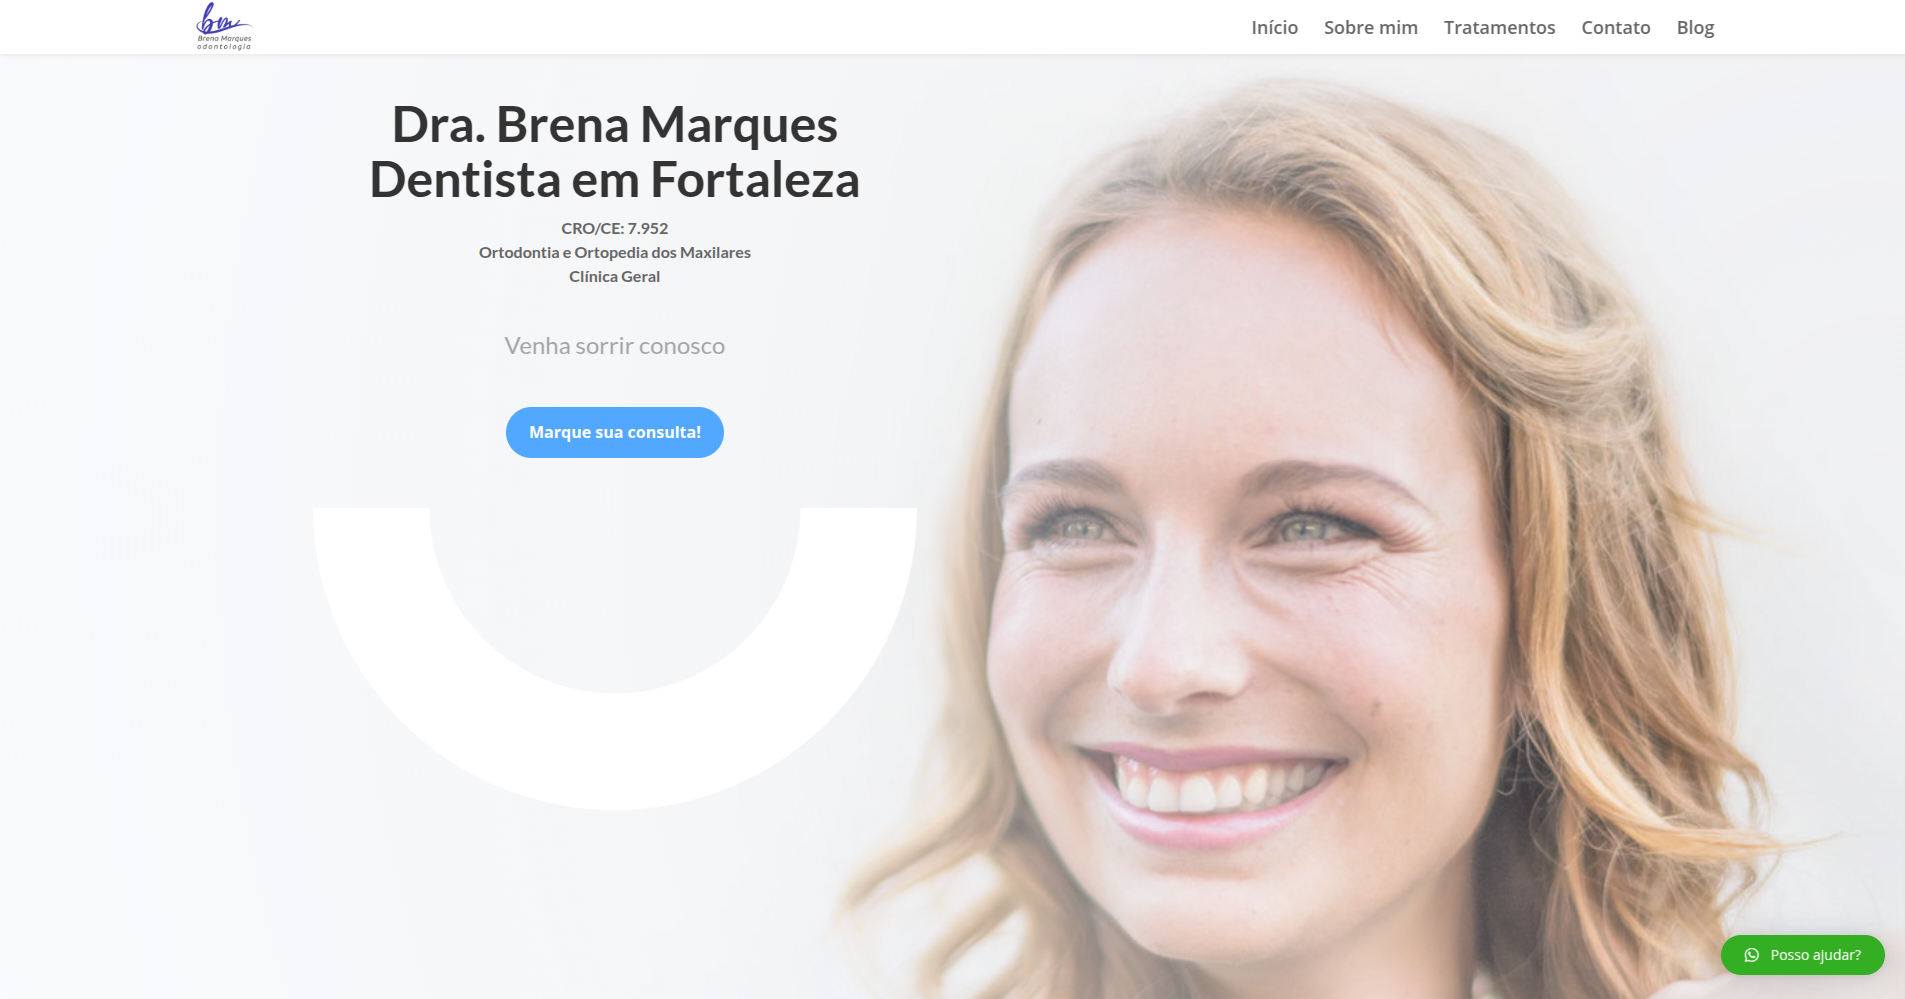 bm
Brena Marques
odontologia
Início Sobre mim Tratamentos Contato Blog
Dra. Brena Marques
Dentista em Fortaleza
CRO/CE: 7.952
Ortodontia e Ortopedia dos Maxilares
Clínica Geral
Venha sorrir conosco
Marque sua consulta!
Posso ajudar?